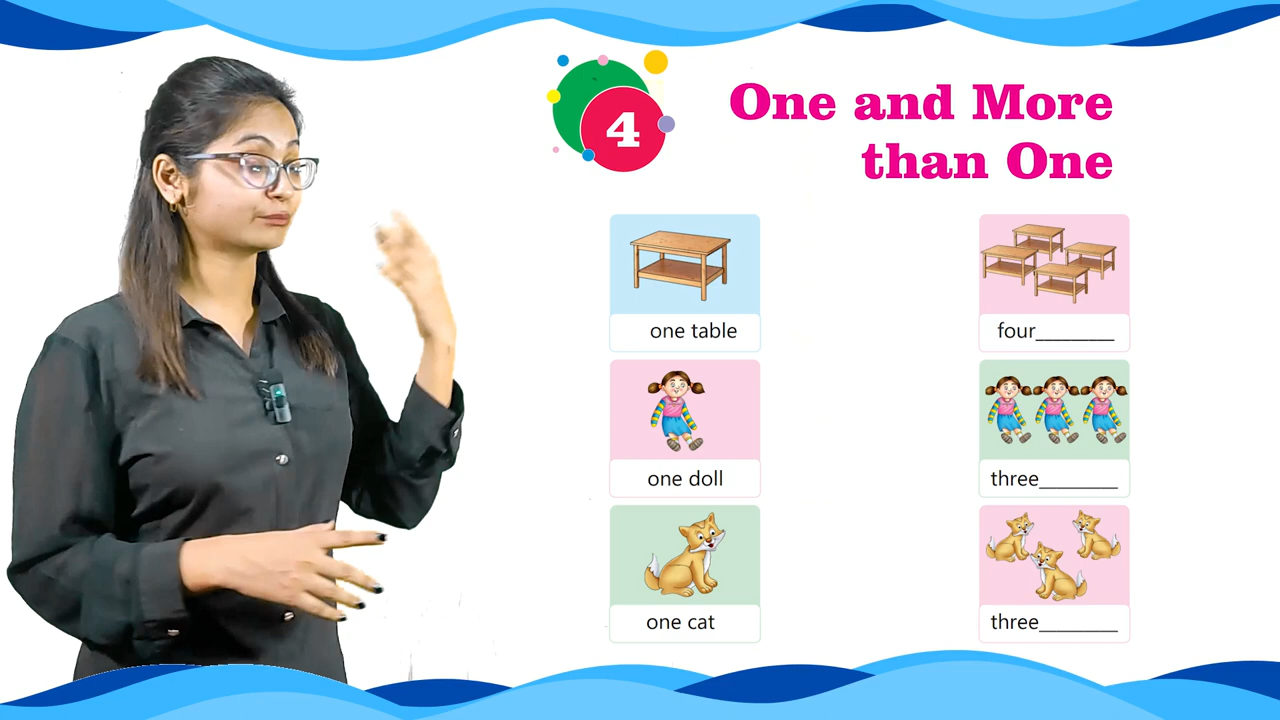 4
One and More
than One
one table
four________
one doll
three________
one cat
three________